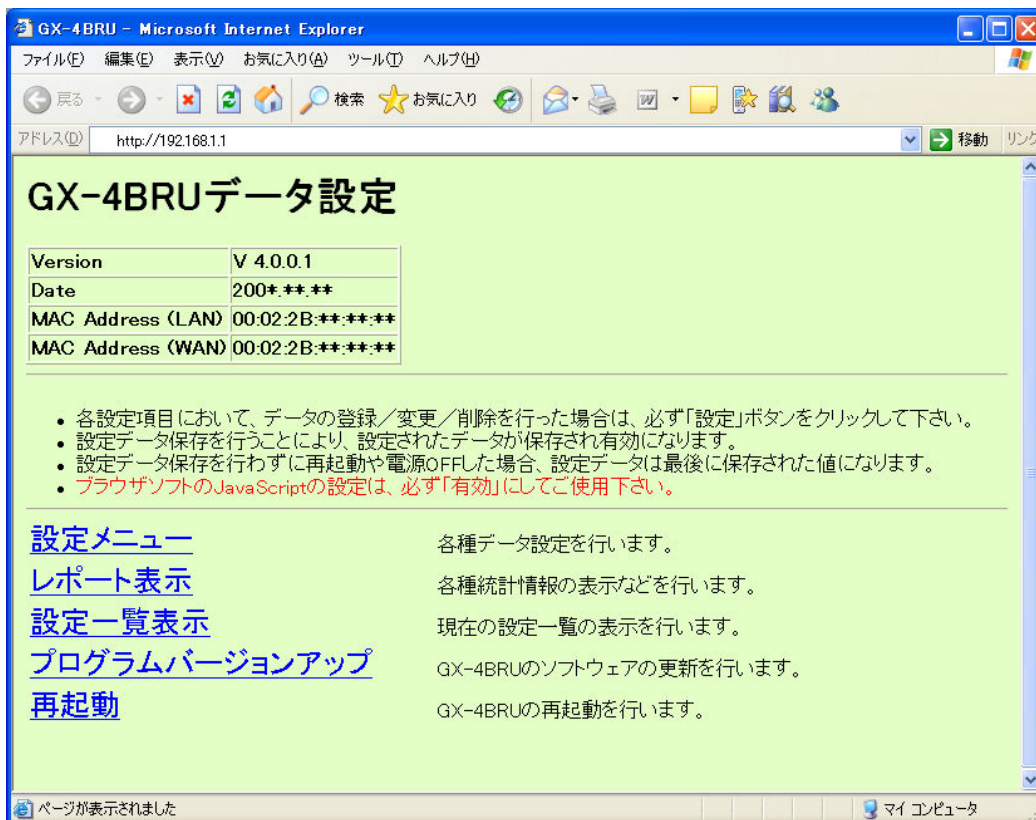 GX-4BRU - Microsoft Internet Explorer
ファイル(F) 編集(E) 表示(V) お気に入り(A) ツール(T) ヘルプ(H)
戻る 検索 お気に入り
アドレス(D) http://192.168.1.1 移動 リンク
GX-4BRUデータ設定
Version V 4.0.0.1
Date 200*.**.**
MAC Address (LAN) 00:02:2B:**:**:**
MAC Address (WAN) 00:02:2B:**:**:**
• 各設定項目において、データの登録／変更／削除を行った場合は、必ず「設定」ボタンをクリックして下さい。
• 設定データ保存を行うことにより、設定されたデータが保存され有効になります。
• 設定データ保存を行わずに再起動や電源OFFした場合、設定データは最後に保存された値になります。
• ブラウザソフトのJavaScriptの設定は、必ず「有効」にしてご使用下さい。
設定メニュー 各種データ設定を行います。
レポート表示 各種統計情報の表示などを行います。
設定一覧表示 現在の設定一覧の表示を行います。
プログラムバージョンアップ GX-4BRUのソフトウェアの更新を行います。
再起動 GX-4BRUの再起動を行います。
ページが表示されました マイ コンピュータ